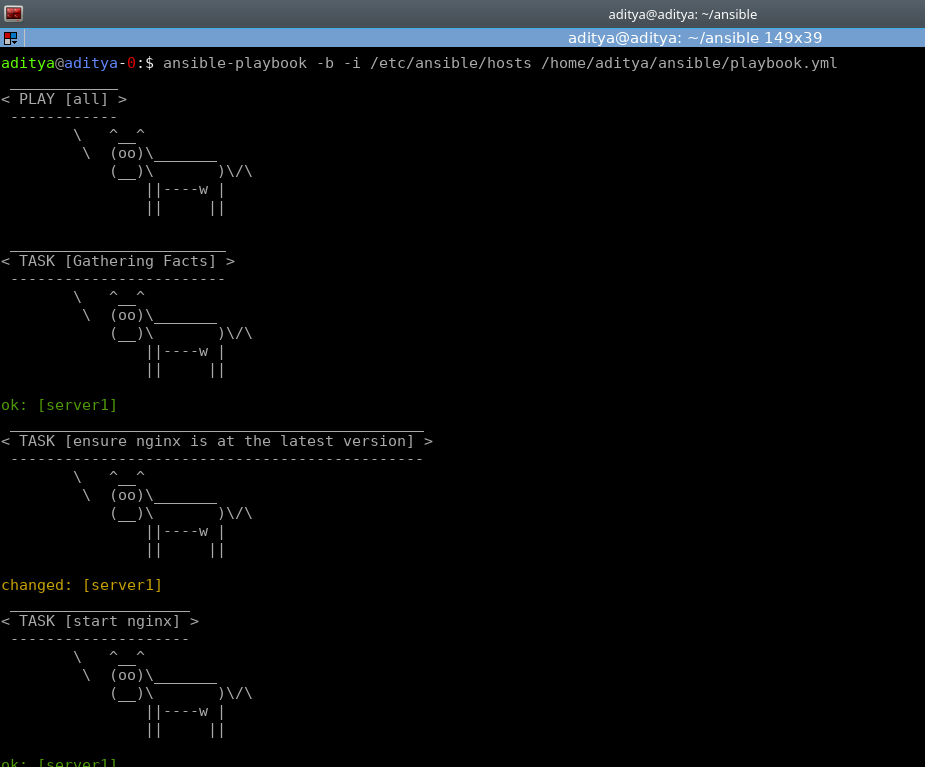 aditya@aditya: ~/ansible
aditya@aditya: ~/ansible 149x39
aditya@aditya-0:$ ansible-playbook -b -i /etc/ansible/hosts /home/aditya/ansible/playbook.yml
 ____________
< PLAY [all] >
 ------------
        \   ^__^
         \  (oo)\_______
            (__)\       )\/\
                ||----w |
                ||     ||
 ________________________
< TASK [Gathering Facts] >
 ------------------------
        \   ^__^
         \  (oo)\_______
            (__)\       )\/\
                ||----w |
                ||     ||
ok: [server1]
 ______________________________________________
< TASK [ensure nginx is at the latest version] >
 ----------------------------------------------
        \   ^__^
         \  (oo)\_______
            (__)\       )\/\
                ||----w |
                ||     ||
changed: [server1]
 ____________________
< TASK [start nginx] >
 --------------------
        \   ^__^
         \  (oo)\_______
            (__)\       )\/\
                ||----w |
                ||     ||
ok: [server1]